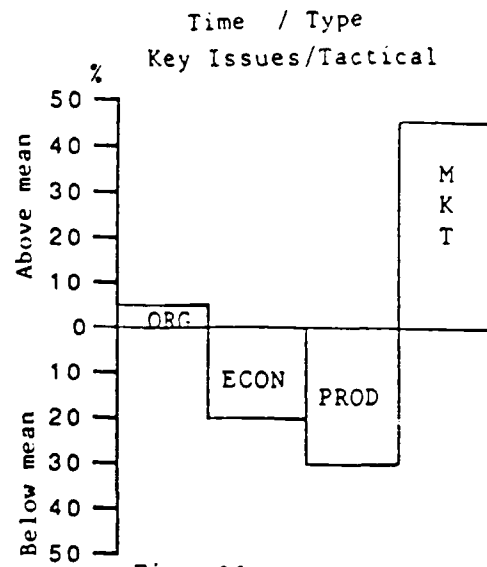 Time / Type
Key Issues/Tactical
%
50
40
30
20
10
0
10
20
30
40
50
Above mean
Below mean
ORG
ECON
PROD
M
K
T